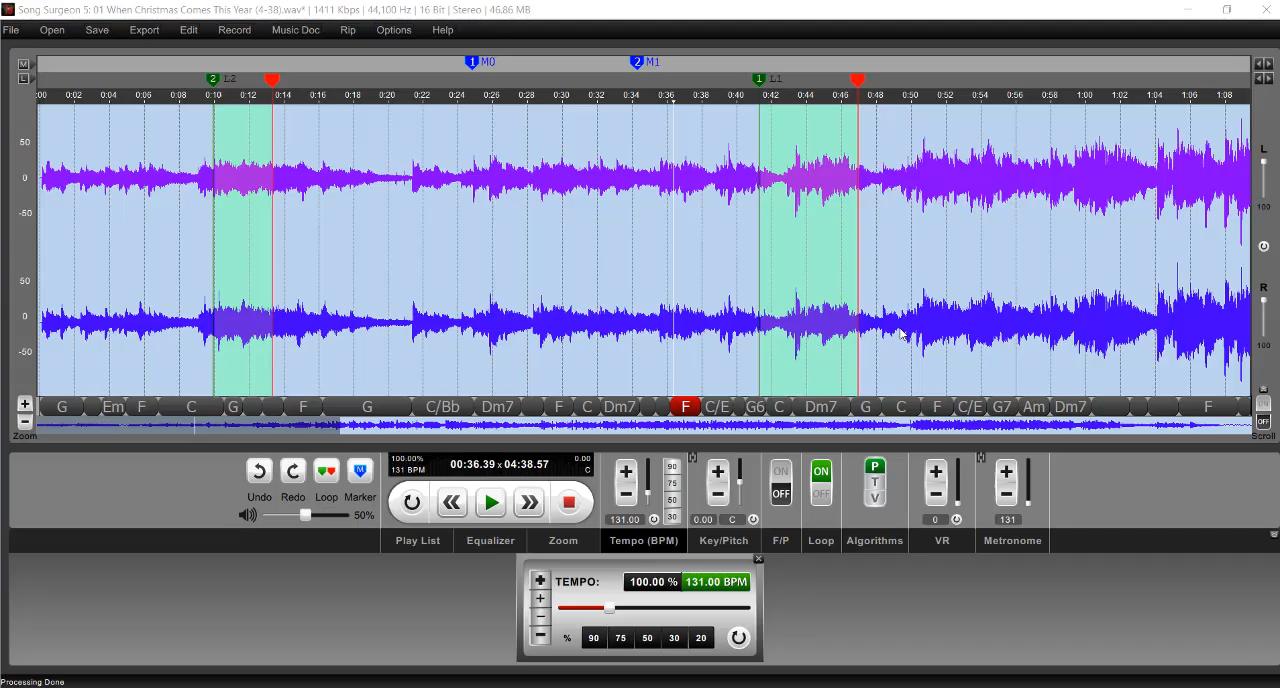 Song Surgeon 5: 01 When Christmas Comes This Year (4-38).wav* | 1411 Kbps | 44,100 Hz | 16 Bit | Stereo | 46.86 MB
File Open Save Export Edit Record Music Doc Rip Options Help
M 1 M0 2 M1
L 2 L2 1 L1
:00 0:02 0:04 0:06 0:08 0:10 0:12 0:14 0:16 0:18 0:20 0:22 0:24 0:26 0:28 0:30 0:32 0:34 0:36 0:38 0:40 0:42 0:44 0:46 0:48 0:50 0:52 0:54 0:56 0:58 1:00 1:02 1:04 1:06 1:08
50
0
-50
L
100
50
0
-50
R
100
G Em F C G F G C/Bb Dm7 F C Dm7 F C/E G6 C Dm7 G C F C/E G7 Am Dm7 F
ON
OFF
Zoom
Scroll
100.00%
131 BPM
00:36.39 x 04:38.57
0.00
C
Undo Redo Loop Marker
50%
90
75
50
30
131.00
0.00 C
ON
OFF
ON
OFF
P
T
V
0
131
Play List Equalizer Zoom Tempo (BPM) Key/Pitch F/P Loop Algorithms VR Metronome
TEMPO: 100.00 % 131.00 BPM
% 90 75 50 30 20
Processing Done